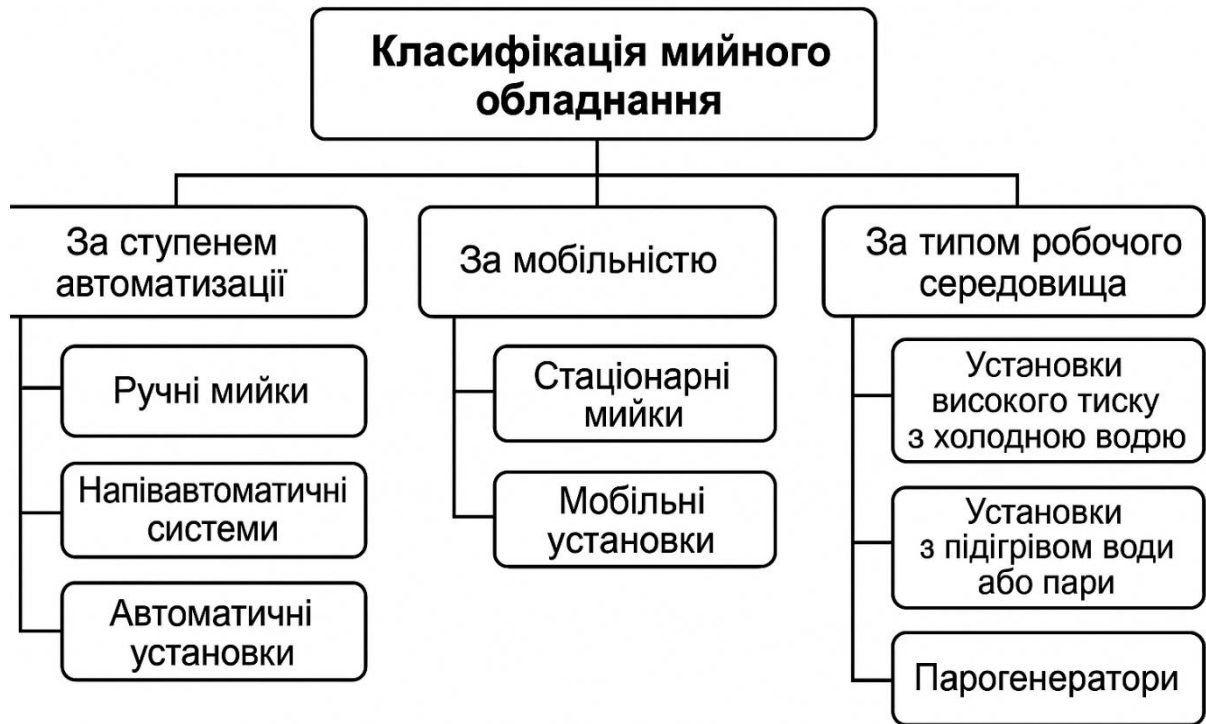 Класифікація мийного
обладнання
За ступенем
автоматизації
Ручні мийки
Напівавтоматичні
системи
Автоматичні
установки
За мобільністю
Стаціонарні
мийки
Мобільні
установки
За типом робочого
середовища
Установки
високого тиску
з холодною водою
Установки
з підігрівом води
або пари
Парогенератори